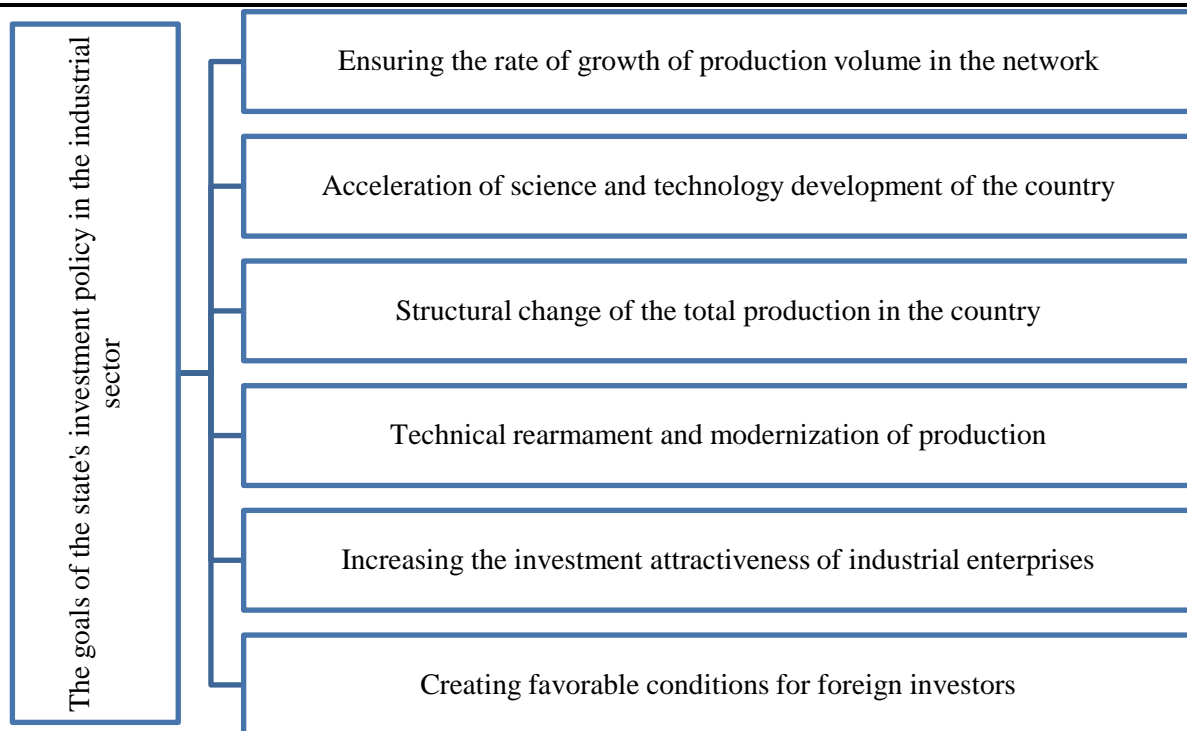 The goals of the state's investment policy in the industrial
sector
Ensuring the rate of growth of production volume in the network
Acceleration of science and technology development of the country
Structural change of the total production in the country
Technical rearmament and modernization of production
Increasing the investment attractiveness of industrial enterprises
Creating favorable conditions for foreign investors